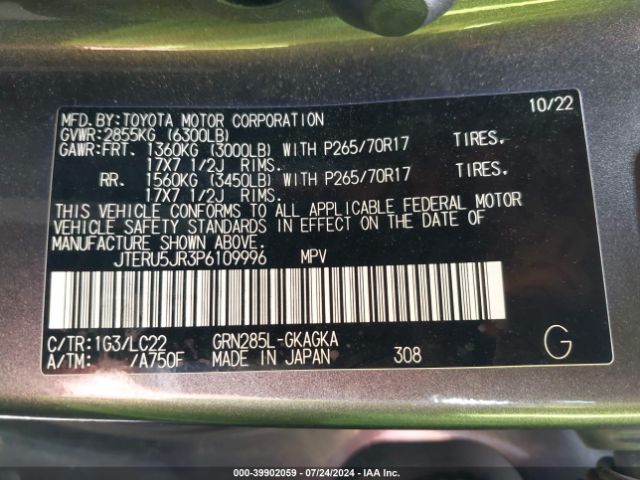 MFD.BY:TOYOTA MOTOR CORPORATION 10/22
GVWR:2855KG (6300LB)
GAWR:FRT. 1360KG (3000LB) WITH P265/70R17 TIRES.
17X7 1/2J RIMS.
RR. 1560KG (3450LB) WITH P265/70R17 TIRES.
17X7 1/2J RIMS.
THIS VEHICLE CONFORMS TO ALL APPLICABLE FEDERAL MOTOR
VEHICLE SAFETY STANDARDS IN EFFECT ON THE DATE OF
MANUFACTURE SHOWN ABOVE.
JTERU5JR3P6109996 MPV
C/TR:1G3/LC22 GRN285L-GKAGKA
A/TM: /A750F MADE IN JAPAN 308 G
000-39902059 - 07/24/2024 - IAA Inc.